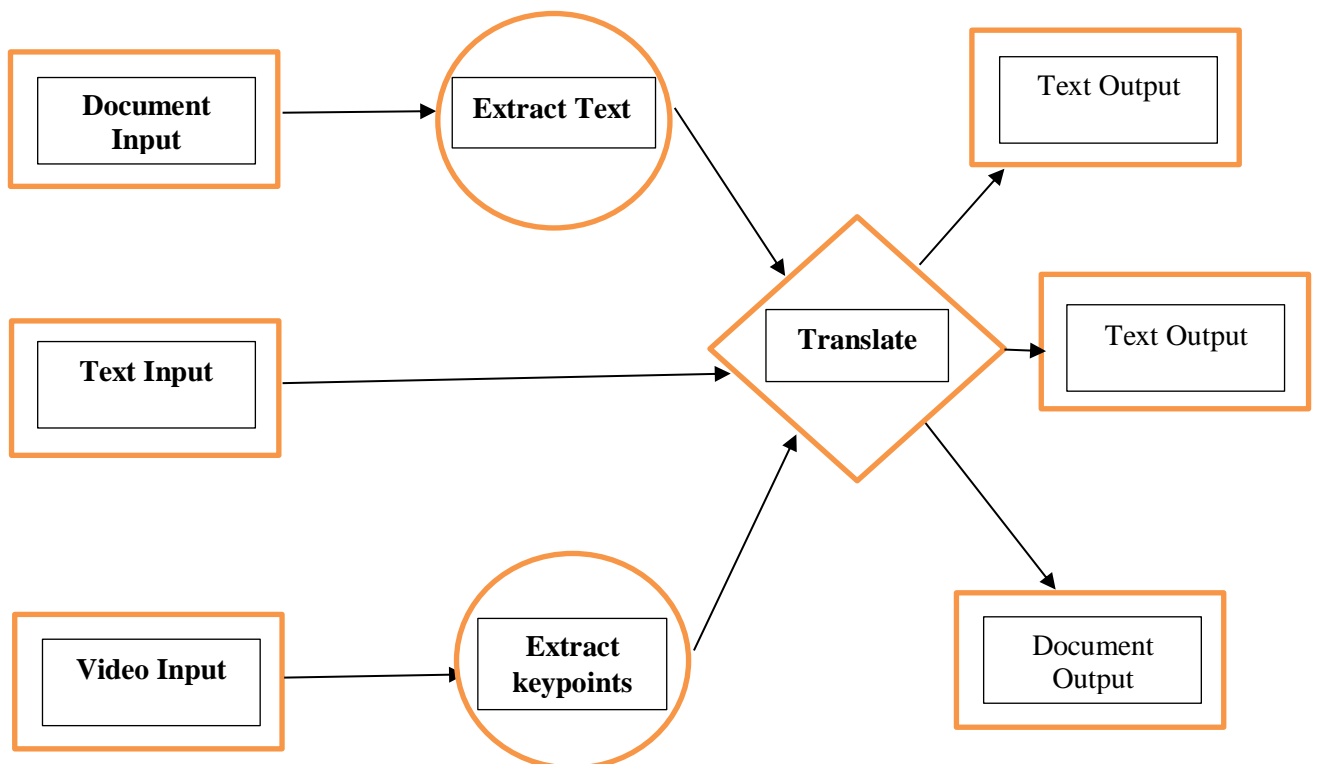 Document
Input
Extract Text
Text Output
Text Input
Translate
Text Output
Video Input
Extract
keypoints
Document
Output